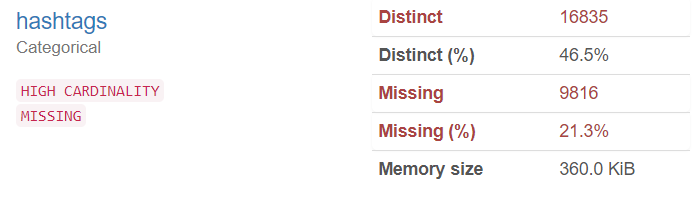 hashtags
Categorical
HIGH CARDINALITY
MISSING
Distinct 16835
Distinct (%) 46.5%
Missing 9816
Missing (%) 21.3%
Memory size 360.0 KiB